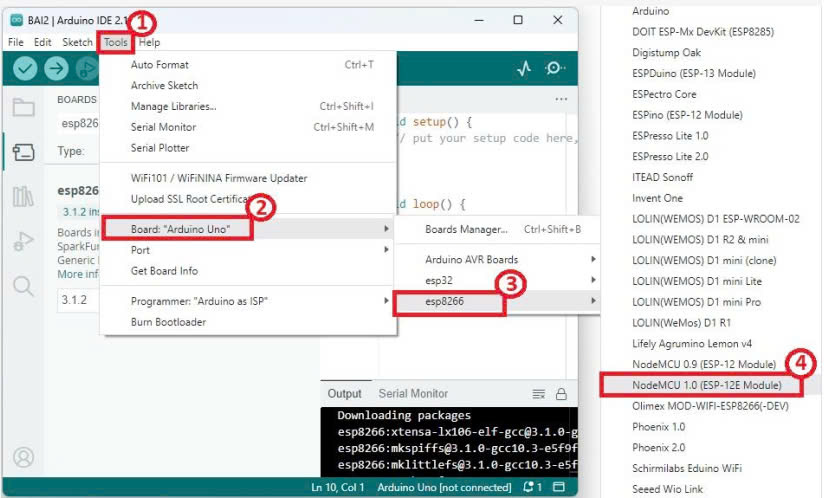 BAI2 | Arduino IDE 2.1
1
File Edit Sketch Tools Help
BOARDS
esp826
Type:
esp826
3.1.2 ins
Boards in
SparkFun
Generic
More inf
3.1.2
Auto Format Ctrl+T
Archive Sketch
Manage Libraries... Ctrl+Shift+I
Serial Monitor Ctrl+Shift+M
Serial Plotter
WiFi101 / WiFiNINA Firmware Updater
Upload SSL Root Certificat
2
Board: "Arduino Uno"
Port
Get Board Info
Programmer: "Arduino as ISP"
Burn Bootloader
d setup() {
/ put your setup code here,
d loop() {
Boards Manager... Ctrl+Shift+B
Arduino AVR Boards
esp32
3
esp8266
Output Serial Monitor
Downloading packages
esp8266:xtensa-lx106-elf-gcc@3.1.0-g
esp8266:mkspiffs@3.1.0-gcc10.3-e5f9f
esp8266:mklittlefs@3.1.0-gcc10.3-e5f
Ln 10, Col 1 Arduino Uno [not connected] 1
Arduino
DOIT ESP-Mx DevKit (ESP8285)
Digistump Oak
ESPDuino (ESP-13 Module)
ESPectro Core
ESPino (ESP-12 Module)
ESPresso Lite 1.0
ESPresso Lite 2.0
ITEAD Sonoff
Invent One
LOLIN(WEMOS) D1 ESP-WROOM-02
LOLIN(WEMOS) D1 R2 & mini
LOLIN(WEMOS) D1 mini (clone)
LOLIN(WEMOS) D1 mini Lite
LOLIN(WEMOS) D1 mini Pro
LOLIN(WeMos) D1 R1
Lifely Agrumino Lemon v4
NodeMCU 0.9 (ESP-12 Module)
4
NodeMCU 1.0 (ESP-12E Module)
Olimex MOD-WIFI-ESP8266(-DEV)
Phoenix 1.0
Phoenix 2.0
Schirmilabs Eduino WiFi
Seeed Wio Link